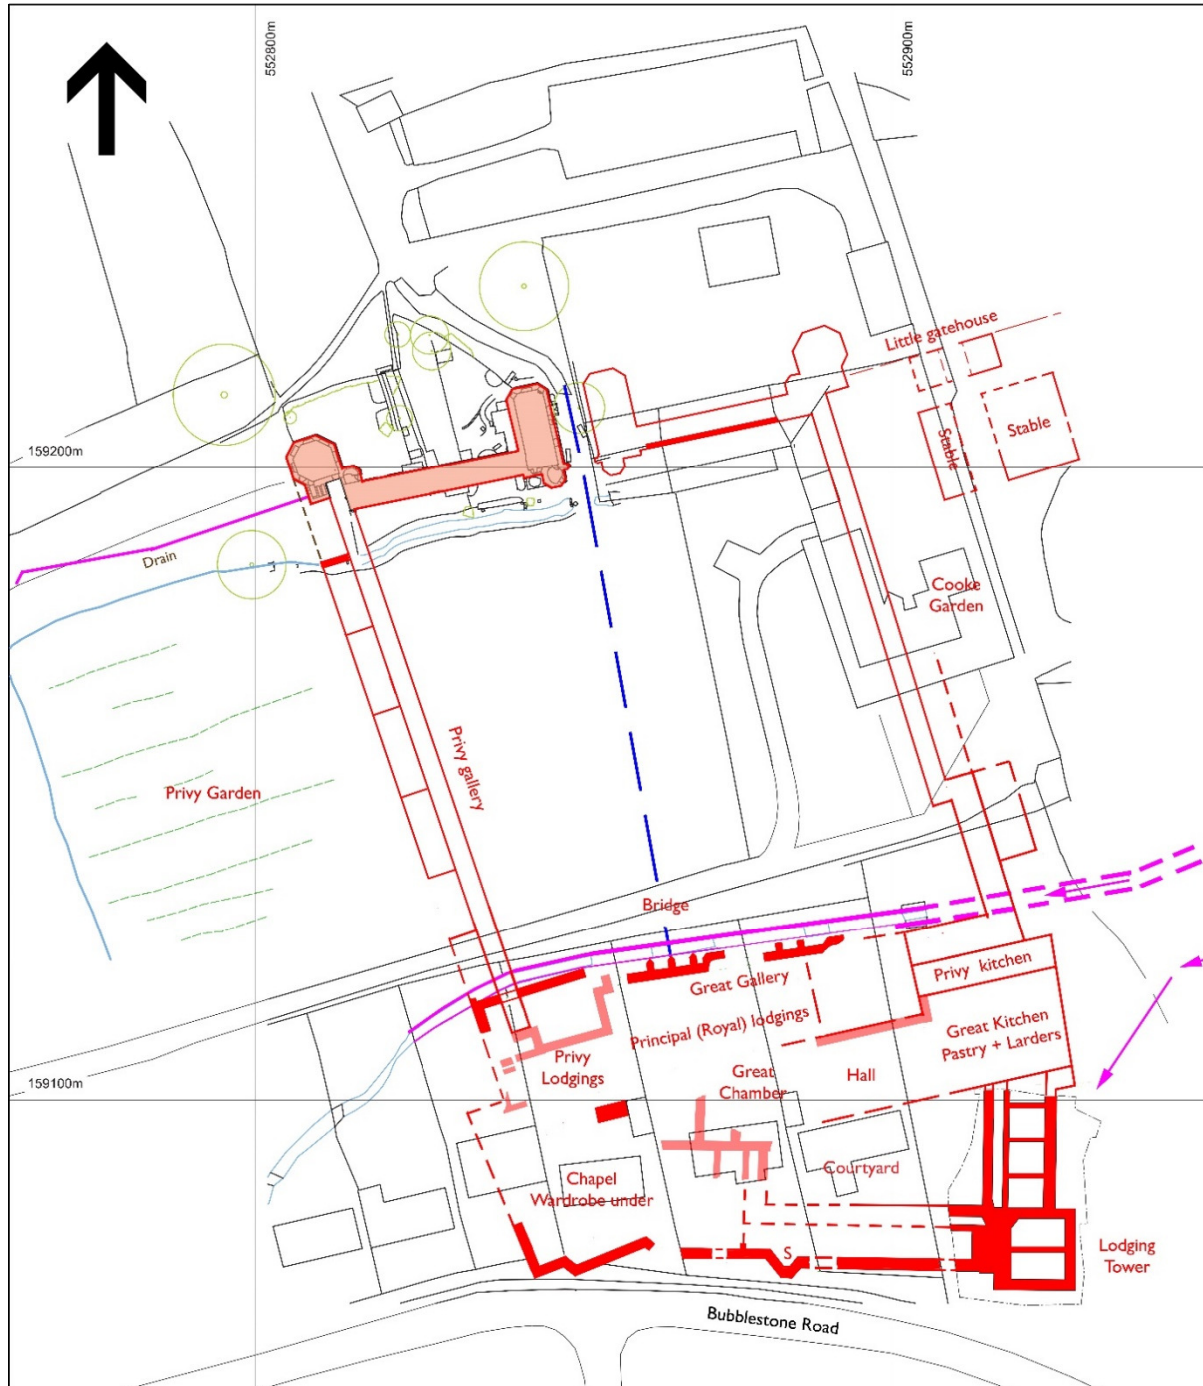 552800m
552900m
Little gatehouse
Stable
Stable
159200m
Drain
Cooke
Garden
Privy gallery
Privy Garden
Bridge
Privy kitchen
Great Gallery
Great Kitchen
Pastry + Larders
Principal (Royal) lodgings
Privy
Lodgings
Great
Chamber
Hall
159100m
Courtyard
Chapel
Wardrobe under
S
Lodging
Tower
Bubblestone Road